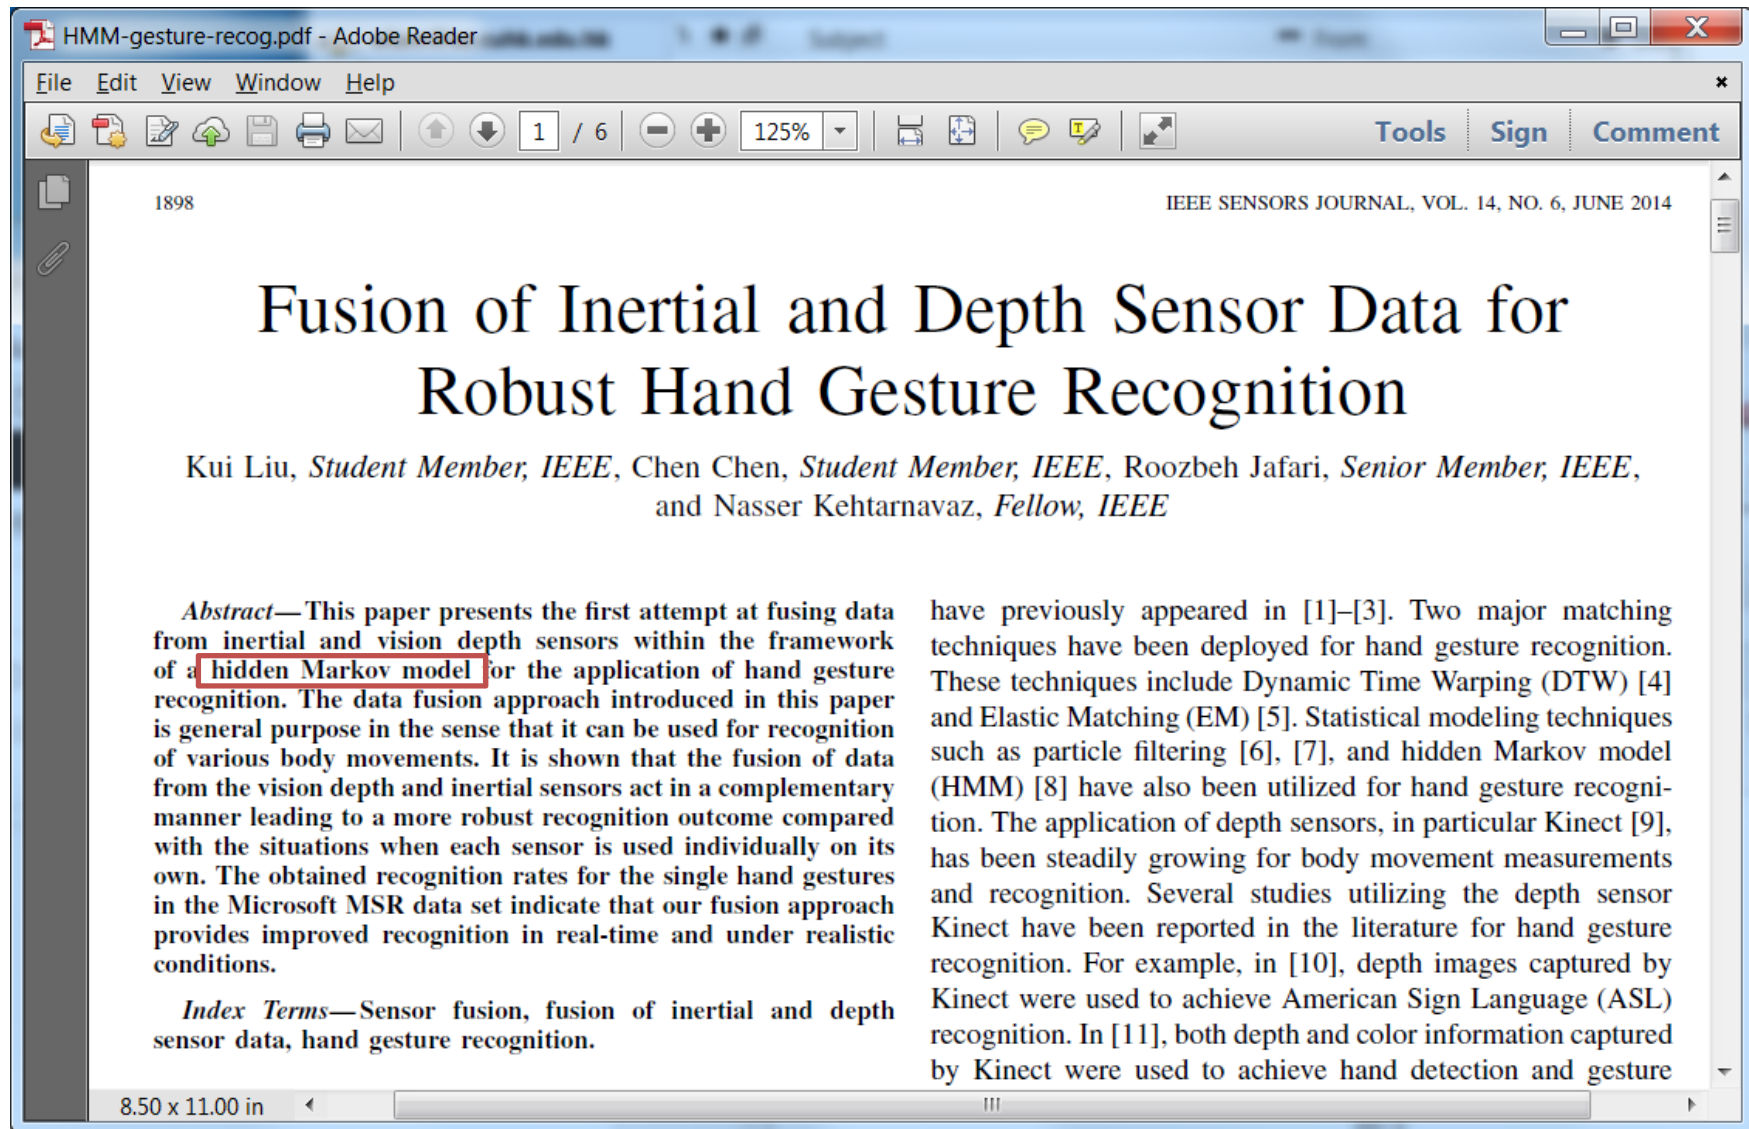 HMM-gesture-recog.pdf - Adobe Reader
Subject
From
File Edit View Window Help
1 / 6 125% Tools Sign Comment
1898 IEEE SENSORS JOURNAL, VOL. 14, NO. 6, JUNE 2014
Fusion of Inertial and Depth Sensor Data for
Robust Hand Gesture Recognition
Kui Liu, Student Member, IEEE, Chen Chen, Student Member, IEEE, Roozbeh Jafari, Senior Member, IEEE,
and Nasser Kehtarnavaz, Fellow, IEEE
Abstract—This paper presents the first attempt at fusing data
from inertial and vision depth sensors within the framework
of a hidden Markov model for the application of hand gesture
recognition. The data fusion approach introduced in this paper
is general purpose in the sense that it can be used for recognition
of various body movements. It is shown that the fusion of data
from the vision depth and inertial sensors act in a complementary
manner leading to a more robust recognition outcome compared
with the situations when each sensor is used individually on its
own. The obtained recognition rates for the single hand gestures
in the Microsoft MSR data set indicate that our fusion approach
provides improved recognition in real-time and under realistic
conditions.
Index Terms—Sensor fusion, fusion of inertial and depth
sensor data, hand gesture recognition.
have previously appeared in [1]–[3]. Two major matching
techniques have been deployed for hand gesture recognition.
These techniques include Dynamic Time Warping (DTW) [4]
and Elastic Matching (EM) [5]. Statistical modeling techniques
such as particle filtering [6], [7], and hidden Markov model
(HMM) [8] have also been utilized for hand gesture recogni-
tion. The application of depth sensors, in particular Kinect [9],
has been steadily growing for body movement measurements
and recognition. Several studies utilizing the depth sensor
Kinect have been reported in the literature for hand gesture
recognition. For example, in [10], depth images captured by
Kinect were used to achieve American Sign Language (ASL)
recognition. In [11], both depth and color information captured
by Kinect were used to achieve hand detection and gesture
8.50 x 11.00 in